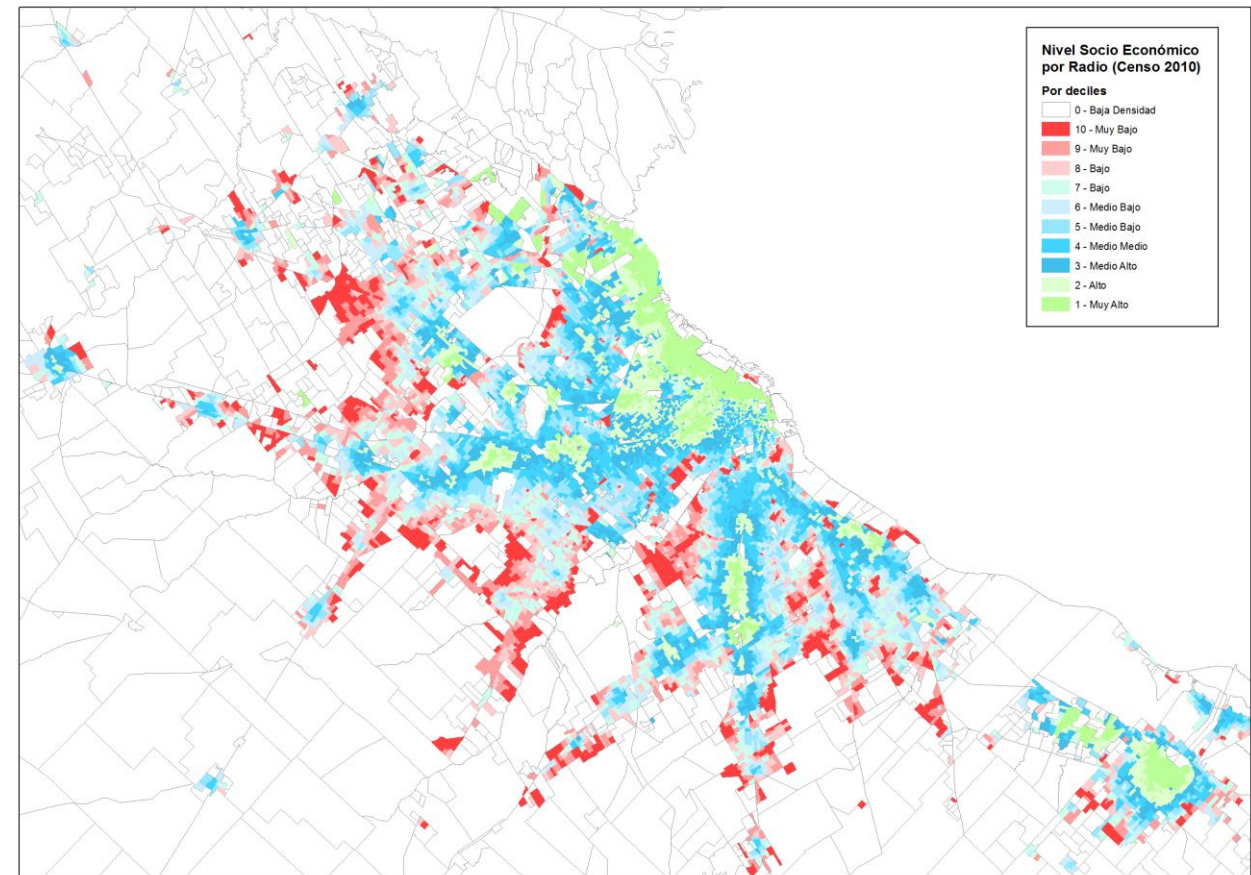 Nivel Socio Económico
por Radio (Censo 2010)
Por deciles
0 - Baja Densidad
10 - Muy Bajo
9 - Muy Bajo
8 - Bajo
7 - Bajo
6 - Medio Bajo
5 - Medio Bajo
4 - Medio Medio
3 - Medio Alto
2 - Alto
1 - Muy Alto